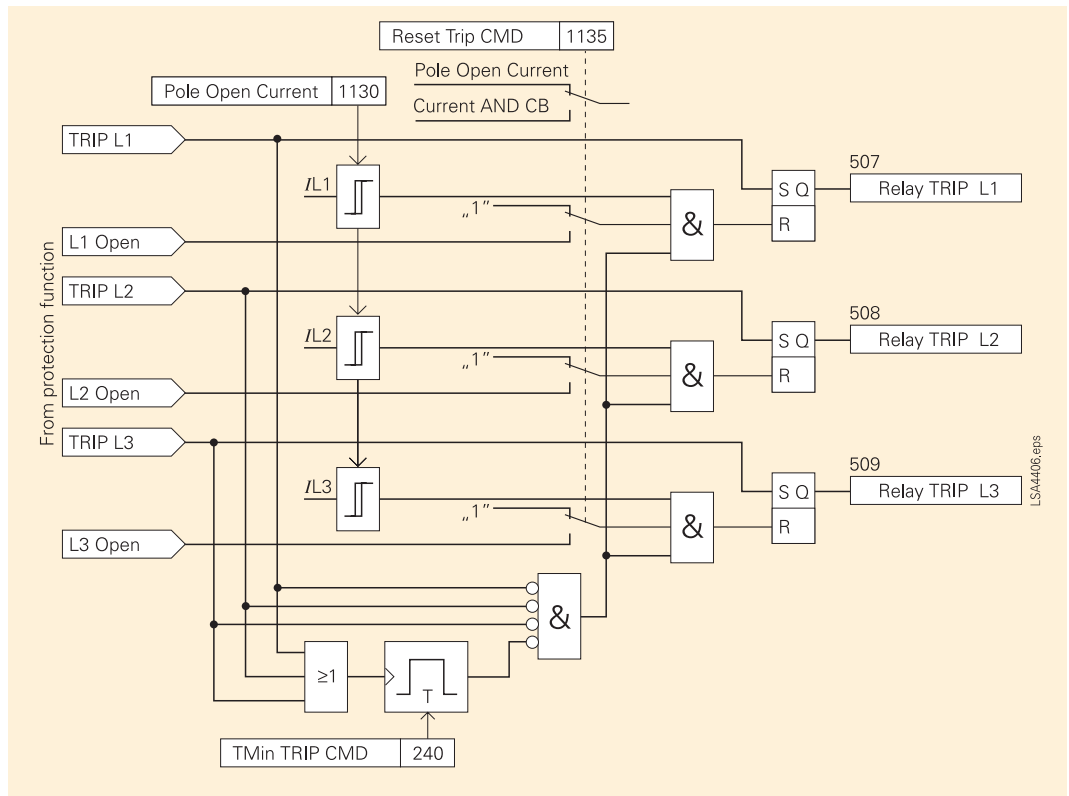 Reset Trip CMD 1135
Pole Open Current
Current AND CB
Pole Open Current 1130
From protection function
TRIP L1
IL1
„1”
L1 Open
&
S Q
R
507
Relay TRIP L1
TRIP L2
IL2
„1”
L2 Open
&
S Q
R
508
Relay TRIP L2
TRIP L3
IL3
„1”
L3 Open
&
S Q
R
509
Relay TRIP L3
LSA4406.eps
&
≥1
T
TMin TRIP CMD 240